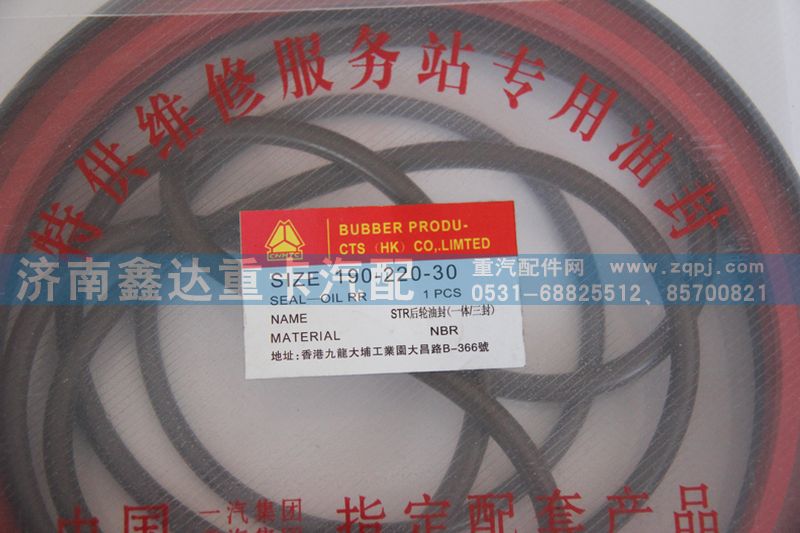 特供维修服务站专用油封
CNHTC
BUBBER PRODU-
CTS (HK) CO,.LIMTED
SIZE 190-220-30
SEAL—OIL RR 1 PCS
NAME STR后轮油封(一体/三封)
MATERIAL NBR
地址:香港九龍大埔工業園大昌路B-366號
济南鑫达重工汽配
重汽配件网 www.zqpj.com
0531-68825512、85700821
中国 一汽集团 指定配套产品